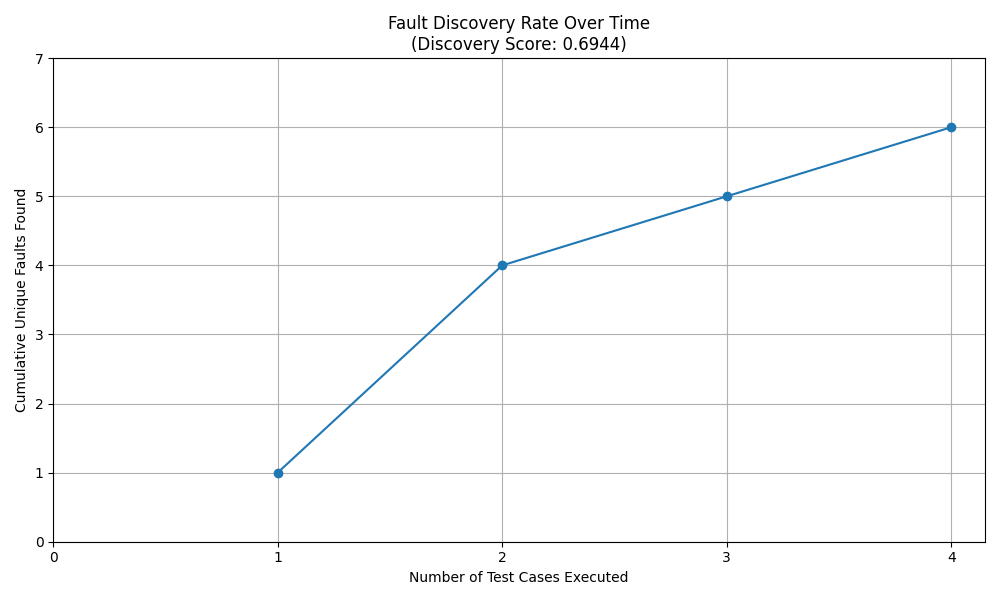 Fault Discovery Rate Over Time
(Discovery Score: 0.6944)
7
6
5
4
3
2
1
0
Cumulative Unique Faults Found
0 1 2 3 4
Number of Test Cases Executed